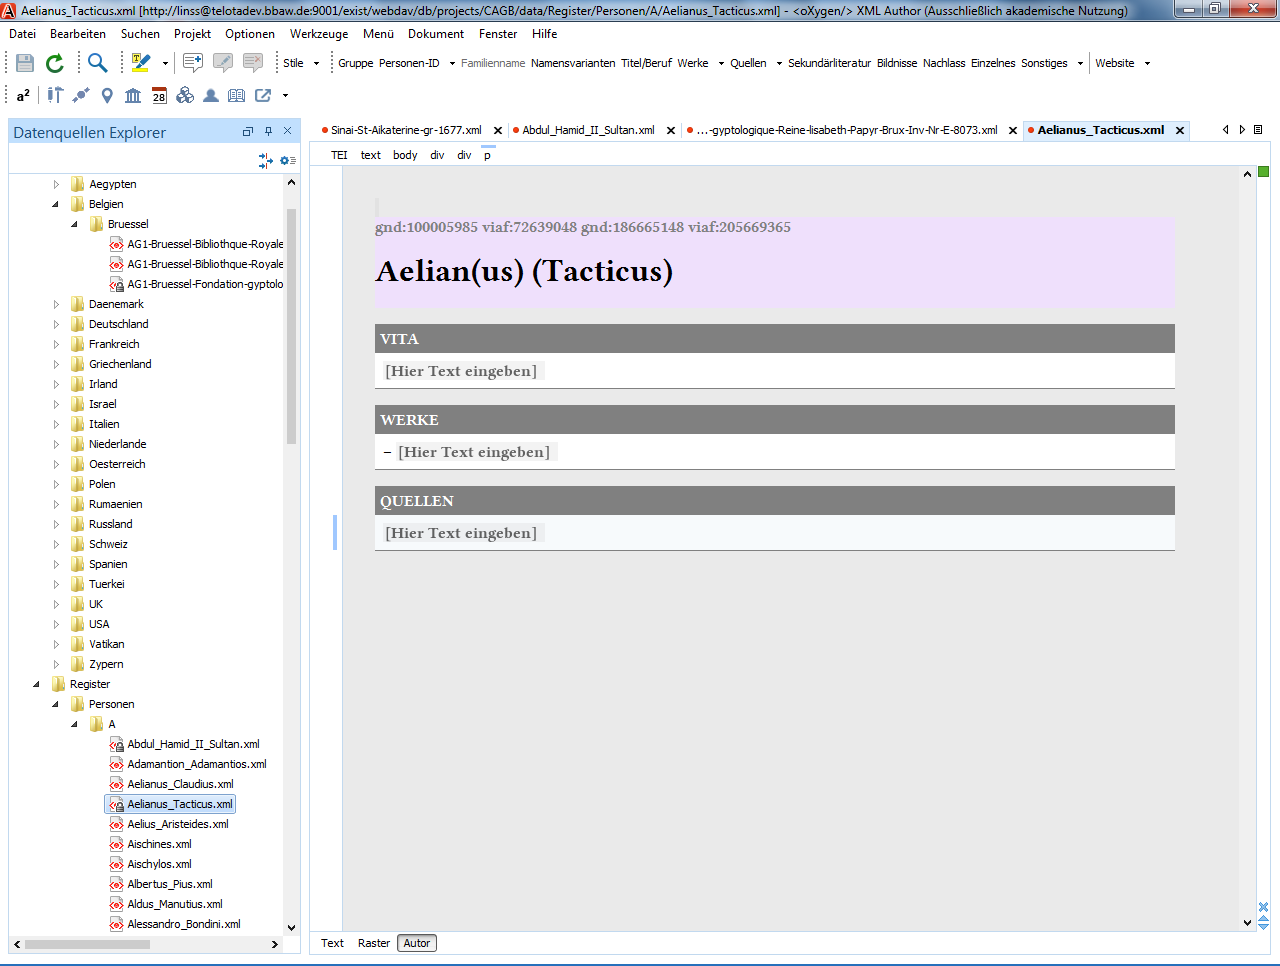 Aelianus_Tacticus.xml [http://linss@telotadev.bbaw.de:9001/exist/webdav/db/projects/CAGB/data/Register/Personen/A/Aelianus_Tacticus.xml] - <oXygen/> XML Author (Ausschließlich akademische Nutzung)
Datei Bearbeiten Suchen Projekt Optionen Werkzeuge Menü Dokument Fenster Hilfe
Stile Gruppe Personen-ID Familienname Namensvarianten Titel/Beruf Werke Quellen Sekundärliteratur Bildnisse Nachlass Einzelnes Sonstiges Website
a² 28
Datenquellen Explorer
Aegypten
Belgien
Bruessel
AG1-Bruessel-Bibliothque-Royale
AG1-Bruessel-Bibliothque-Royale
AG1-Bruessel-Fondation-gyptolo
Daenemark
Deutschland
Frankreich
Griechenland
Irland
Israel
Italien
Niederlande
Oesterreich
Polen
Rumaenien
Russland
Schweiz
Spanien
Tuerkei
UK
USA
Vatikan
Zypern
Register
Personen
A
Abdul_Hamid_II_Sultan.xml
Adamantion_Adamantios.xml
Aelianus_Claudius.xml
Aelianus_Tacticus.xml
Aelius_Aristeides.xml
Aischines.xml
Aischylos.xml
Albertus_Pius.xml
Aldus_Manutius.xml
Alessandro_Bondini.xml
Sinai-St-Aikaterine-gr-1677.xml Abdul_Hamid_II_Sultan.xml ...-gyptologique-Reine-lisabeth-Papyr-Brux-Inv-Nr-E-8073.xml Aelianus_Tacticus.xml
TEI text body div div p
gnd:100005985 viaf:72639048 gnd:186665148 viaf:205669365
Aelian(us) (Tacticus)
VITA
[Hier Text eingeben]
WERKE
– [Hier Text eingeben]
QUELLEN
[Hier Text eingeben]
Text Raster Autor